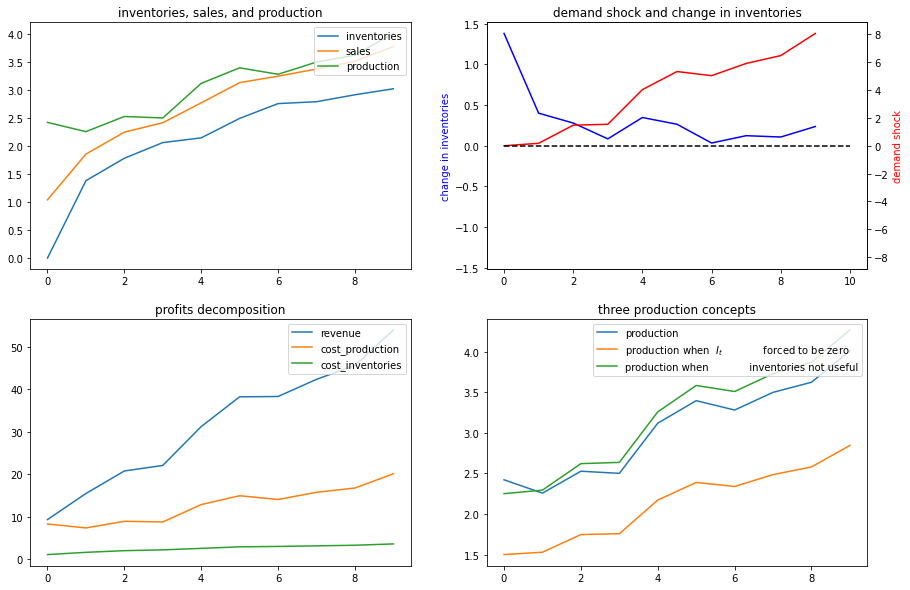 inventories, sales, and production
4.0
3.5
3.0
2.5
2.0
1.5
1.0
0.5
0.0
0 2 4 6 8
inventories
sales
production
demand shock and change in inventories
1.5
1.0
0.5
0.0
−0.5
−1.0
−1.5
change in inventories
8
6
4
2
0
−2
−4
−6
−8
demand shock
0 2 4 6 8 10
profits decomposition
50
40
30
20
10
0
0 2 4 6 8
revenue
cost_production
cost_inventories
three production concepts
4.0
3.5
3.0
2.5
2.0
1.5
0 2 4 6 8
production
production when I_t forced to be zero
production when inventories not useful